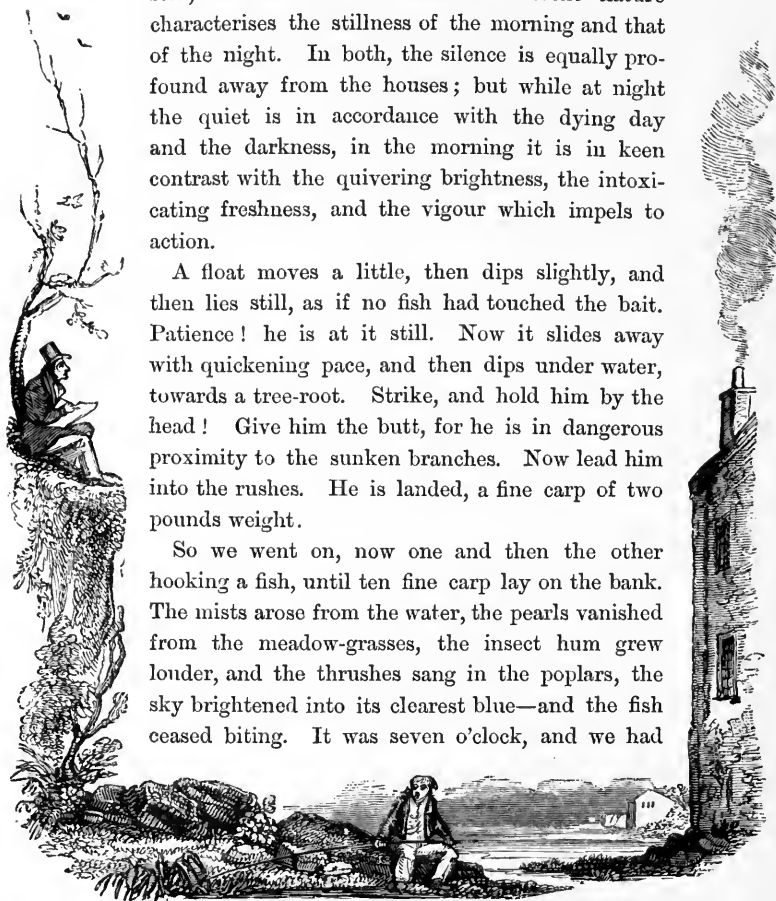 characterises the stillness of the morning and that
of the night. In both, the silence is equally pro-
found away from the houses; but while at night
the quiet is in accordance with the dying day
and the darkness, in the morning it is in keen
contrast with the quivering brightness, the intoxi-
cating freshness, and the vigour which impels to
action.
A float moves a little, then dips slightly, and
then lies still, as if no fish had touched the bait.
Patience! he is at it still. Now it slides away
with quickening pace, and then dips under water,
towards a tree-root. Strike, and hold him by the
head! Give him the butt, for he is in dangerous
proximity to the sunken branches. Now lead him
into the rushes. He is landed, a fine carp of two
pounds weight.
So we went on, now one and then the other
hooking a fish, until ten fine carp lay on the bank.
The mists arose from the water, the pearls vanished
from the meadow-grasses, the insect hum grew
louder, and the thrushes sang in the poplars, the
sky brightened into its clearest blue—and the fish
ceased biting. It was seven o'clock, and we had